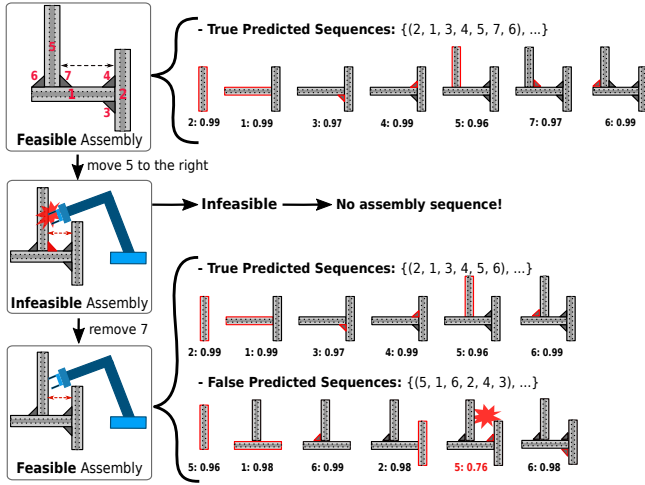 - True Predicted Sequences: {(2, 1, 3, 4, 5, 7, 6), ...}
5
6 7 4
1 2
3
2: 0.99 1: 0.99 3: 0.97 4: 0.99 5: 0.96 7: 0.97 6: 0.99
Feasible Assembly
move 5 to the right
Infeasible
No assembly sequence!
Infeasible Assembly
- True Predicted Sequences: {(2, 1, 3, 4, 5, 6), ...}
2: 0.99 1: 0.99 3: 0.97 4: 0.99 5: 0.96 6: 0.99
remove 7
- False Predicted Sequences: {(5, 1, 6, 2, 4, 3), ...}
5: 0.96 1: 0.98 6: 0.99 2: 0.98 5: 0.76 6: 0.98
Feasible Assembly